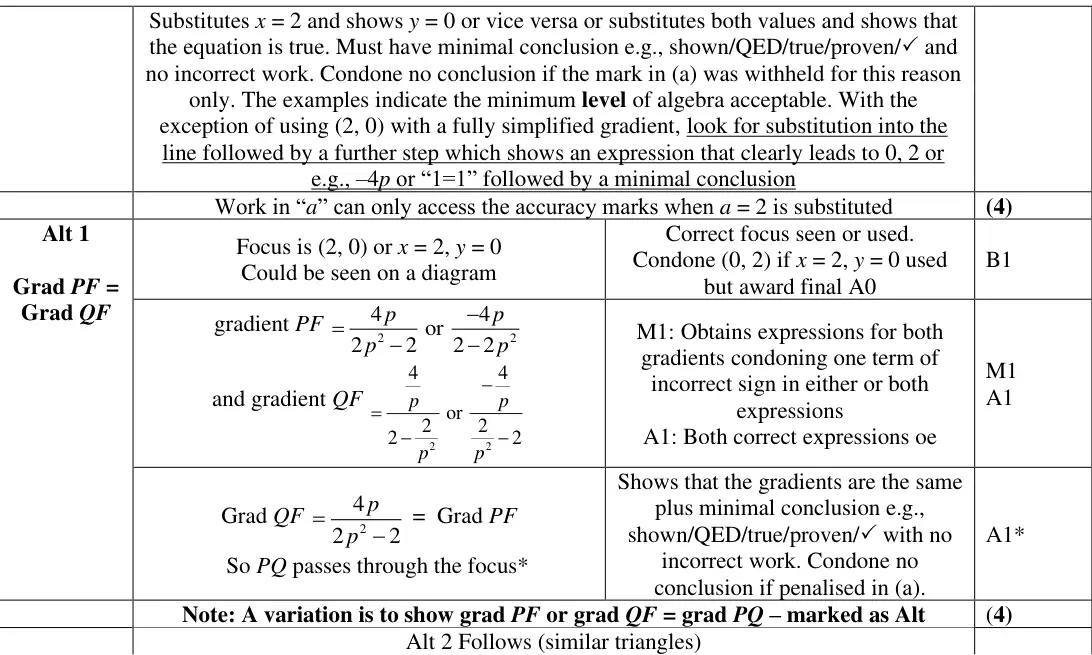 Substitutes x = 2 and shows y = 0 or vice versa or substitutes both values and shows that
the equation is true. Must have minimal conclusion e.g., shown/QED/true/proven/✓ and
no incorrect work. Condone no conclusion if the mark in (a) was withheld for this reason
only. The examples indicate the minimum level of algebra acceptable. With the
exception of using (2, 0) with a fully simplified gradient, look for substitution into the
line followed by a further step which shows an expression that clearly leads to 0, 2 or
e.g., –4p or “1=1” followed by a minimal conclusion
Work in “a” can only access the accuracy marks when a = 2 is substituted
(4)
Alt 1
Grad PF =
Grad QF
Focus is (2, 0) or x = 2, y = 0
Could be seen on a diagram
Correct focus seen or used.
Condone (0, 2) if x = 2, y = 0 used
but award final A0
B1
gradient PF = 4p / (2p² − 2) or −4p / (2 − 2p²)
and gradient QF = (4/p) / (2 − 2/p²) or (−4/p) / (2/p² − 2)
M1: Obtains expressions for both
gradients condoning one term of
incorrect sign in either or both
expressions
A1: Both correct expressions oe
M1
A1
Grad QF = 4p / (2p² − 2) = Grad PF
So PQ passes through the focus*
Shows that the gradients are the same
plus minimal conclusion e.g.,
shown/QED/true/proven/✓ with no
incorrect work. Condone no
conclusion if penalised in (a).
A1*
Note: A variation is to show grad PF or grad QF = grad PQ – marked as Alt
(4)
Alt 2 Follows (similar triangles)